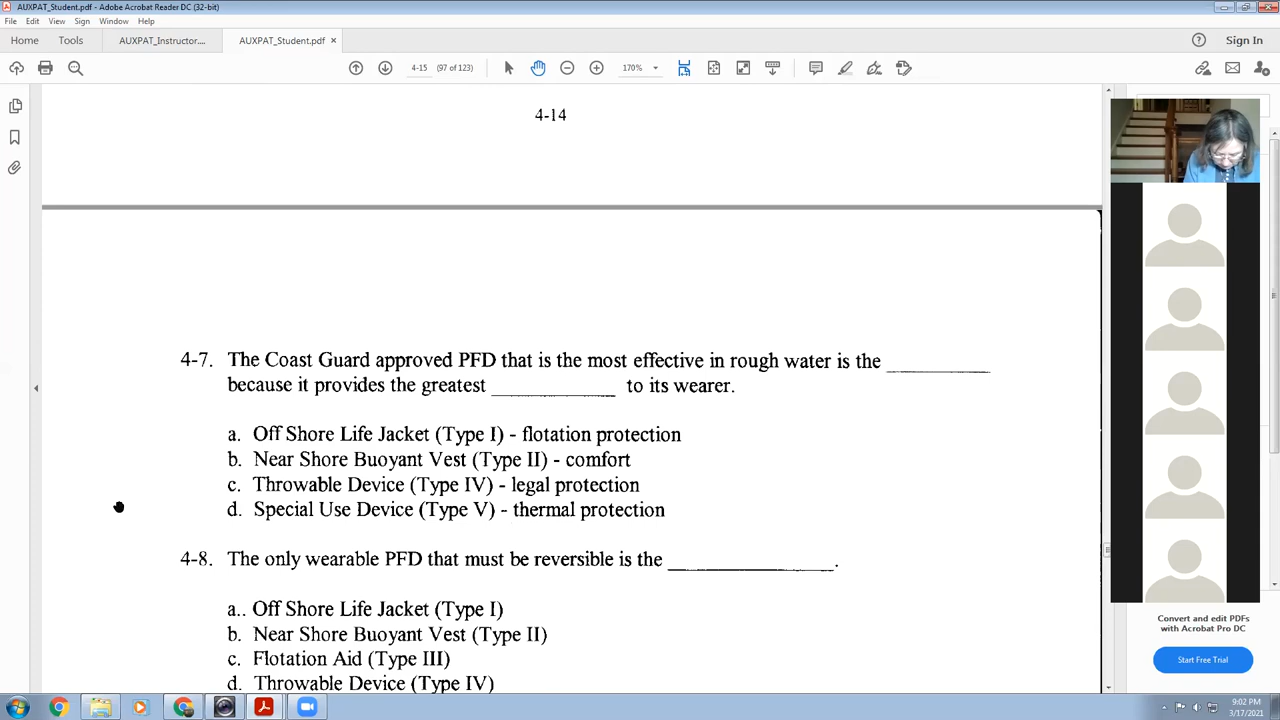 AUXPAT_Student.pdf - Adobe Acrobat Reader DC (32-bit)
File Edit View Sign Window Help
Home Tools AUXPAT_Instructor.... AUXPAT_Student.pdf × Sign In
4-15 (97 of 123) 170%
4-14
4-7. The Coast Guard approved PFD that is the most effective in rough water is the __________
because it provides the greatest ____________ to its wearer.
a. Off Shore Life Jacket (Type I) - flotation protection
b. Near Shore Buoyant Vest (Type II) - comfort
c. Throwable Device (Type IV) - legal protection
d. Special Use Device (Type V) - thermal protection
4-8. The only wearable PFD that must be reversible is the ________________.
a.. Off Shore Life Jacket (Type I)
b. Near Shore Buoyant Vest (Type II)
c. Flotation Aid (Type III)
d. Throwable Device (Type IV)
Convert and edit PDFs
with Acrobat Pro DC
Start Free Trial
9:02 PM
3/17/2021